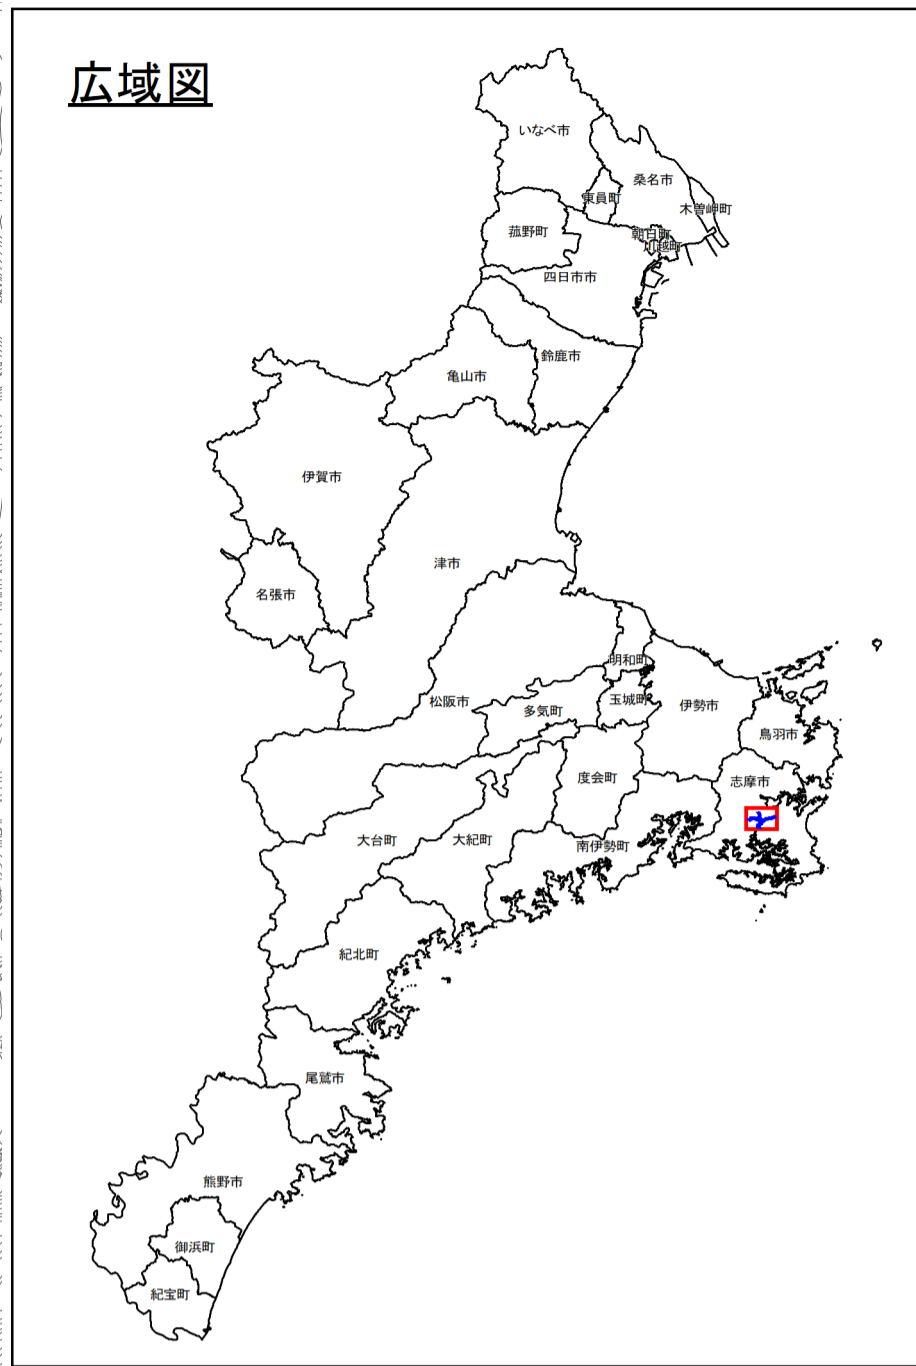 広域図
いなべ市
桑名市
東員町
木曽岬町
菰野町
朝日町
川越町
四日市市
鈴鹿市
亀山市
伊賀市
津市
名張市
明和町
松阪市
多気町
玉城町
伊勢市
鳥羽市
度会町
志摩市
大台町
大紀町
南伊勢町
紀北町
尾鷲市
熊野市
御浜町
紀宝町